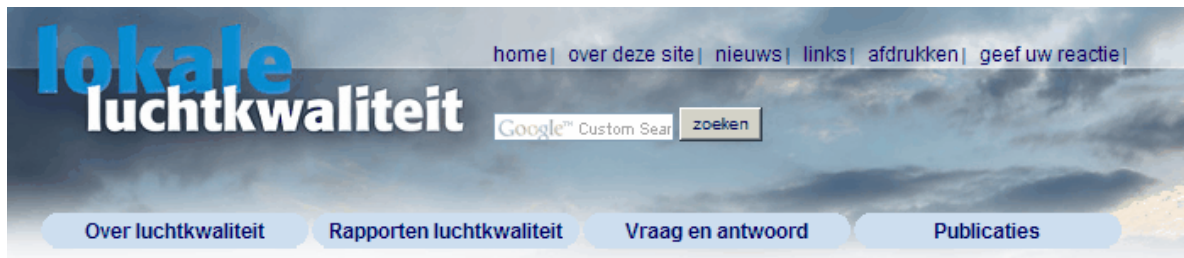 lokale
luchtkwaliteit
home| over deze site| nieuws| links| afdrukken| geef uw reactie|
Google™ Custom Sear zoeken
Over luchtkwaliteit Rapporten luchtkwaliteit Vraag en antwoord Publicaties